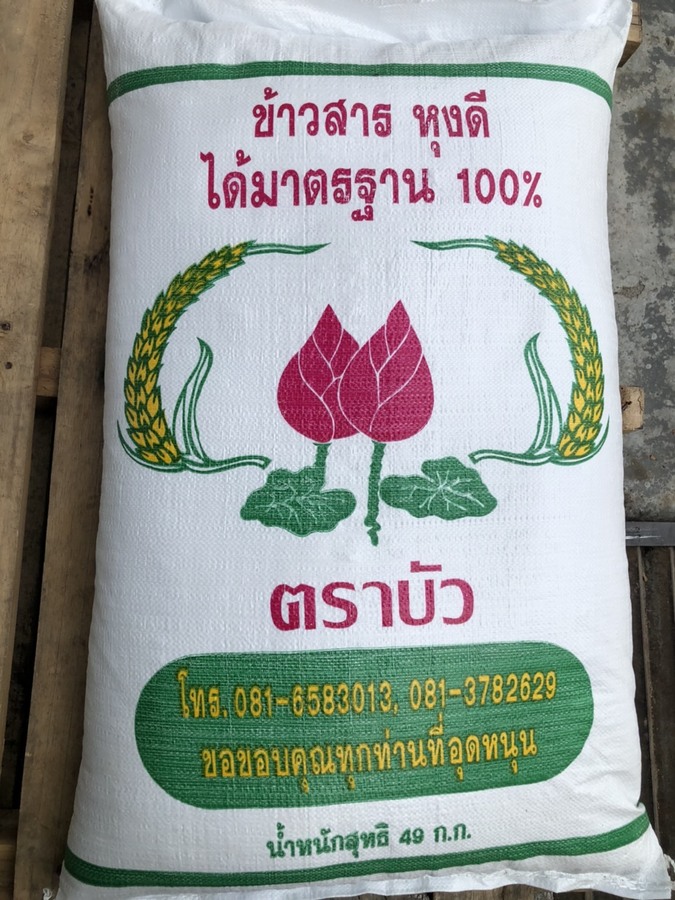 ข้าวสาร หุงดี
ได้มาตรฐาน 100%
ตราบัว
โทร. 081-6583013, 081-3782629
ขอขอบคุณทุกท่านที่อุดหนุน
น้ำหนักสุทธิ 49 ก.ก.